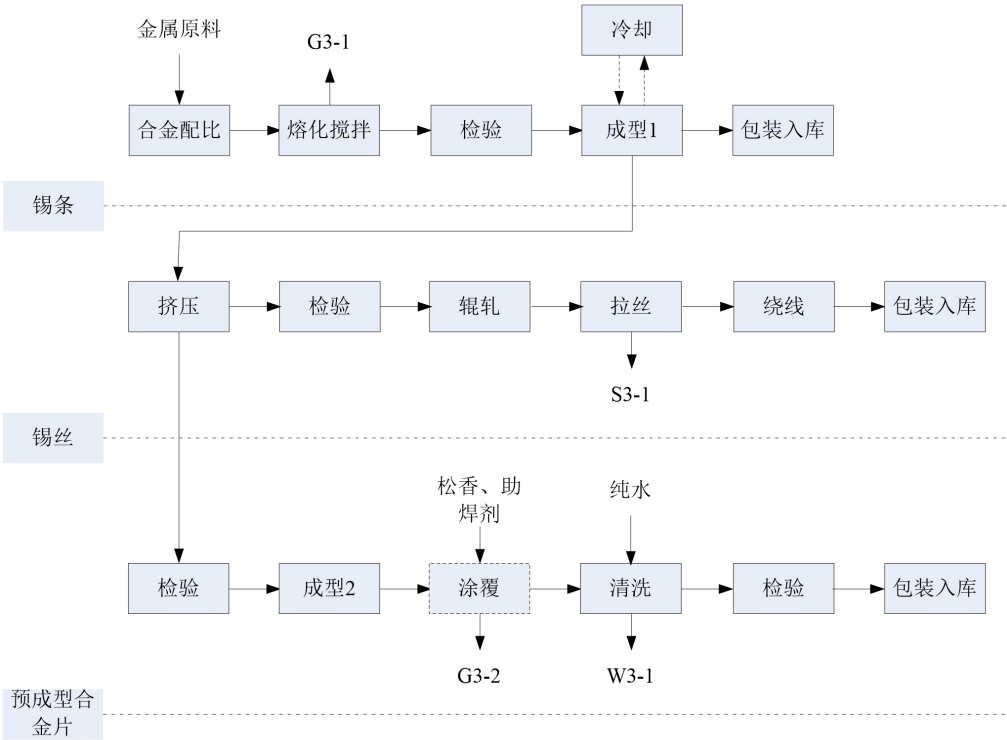 金属原料
G3-1
冷却
合金配比
熔化搅拌
检验
成型1
包装入库
锡条
挤压
检验
辊轧
拉丝
绕线
包装入库
S3-1
锡丝
松香、助
焊剂
纯水
检验
成型2
涂覆
清洗
检验
包装入库
G3-2
W3-1
预成型合
金片